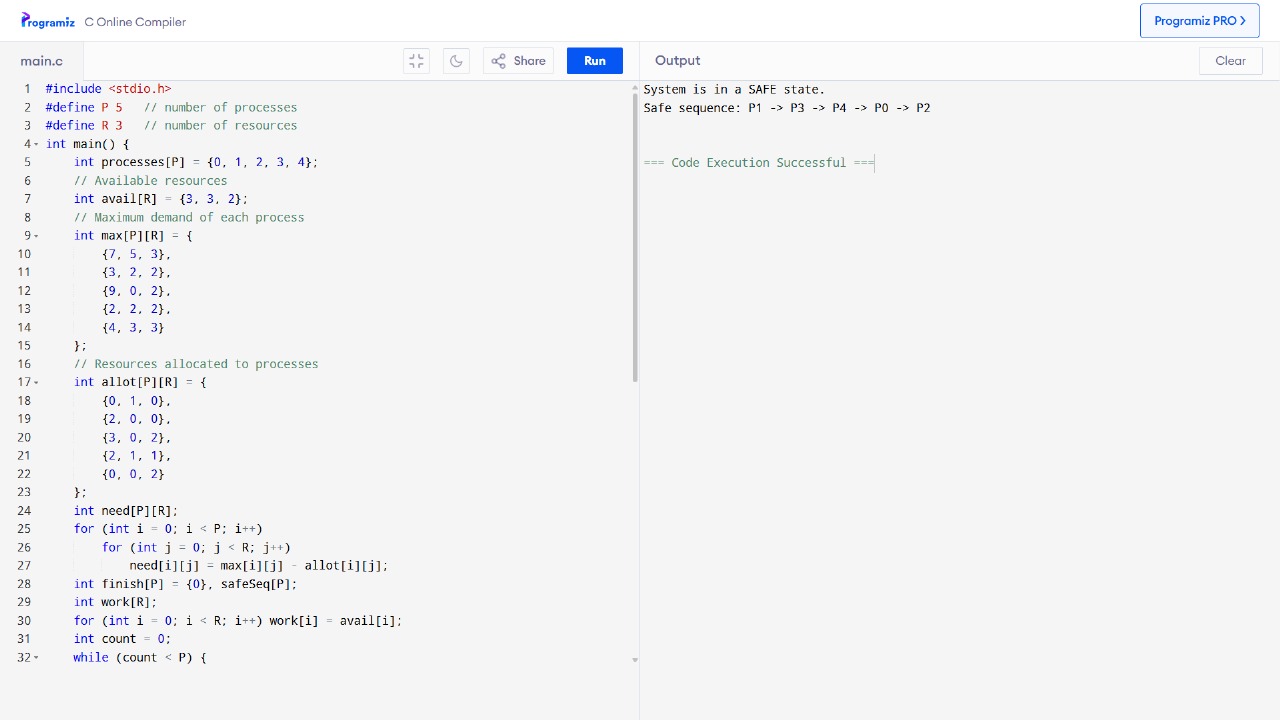 Programiz C Online Compiler Programiz PRO >
main.c Share Run Output Clear
1 #include <stdio.h>
2 #define P 5   // number of processes
3 #define R 3   // number of resources
4 int main() {
5     int processes[P] = {0, 1, 2, 3, 4};
6     // Available resources
7     int avail[R] = {3, 3, 2};
8     // Maximum demand of each process
9     int max[P][R] = {
10         {7, 5, 3},
11         {3, 2, 2},
12         {9, 0, 2},
13         {2, 2, 2},
14         {4, 3, 3}
15     };
16     // Resources allocated to processes
17     int allot[P][R] = {
18         {0, 1, 0},
19         {2, 0, 0},
20         {3, 0, 2},
21         {2, 1, 1},
22         {0, 0, 2}
23     };
24     int need[P][R];
25     for (int i = 0; i < P; i++)
26         for (int j = 0; j < R; j++)
27             need[i][j] = max[i][j] - allot[i][j];
28     int finish[P] = {0}, safeSeq[P];
29     int work[R];
30     for (int i = 0; i < R; i++) work[i] = avail[i];
31     int count = 0;
32     while (count < P) {
System is in a SAFE state.
Safe sequence: P1 -> P3 -> P4 -> P0 -> P2
=== Code Execution Successful ===